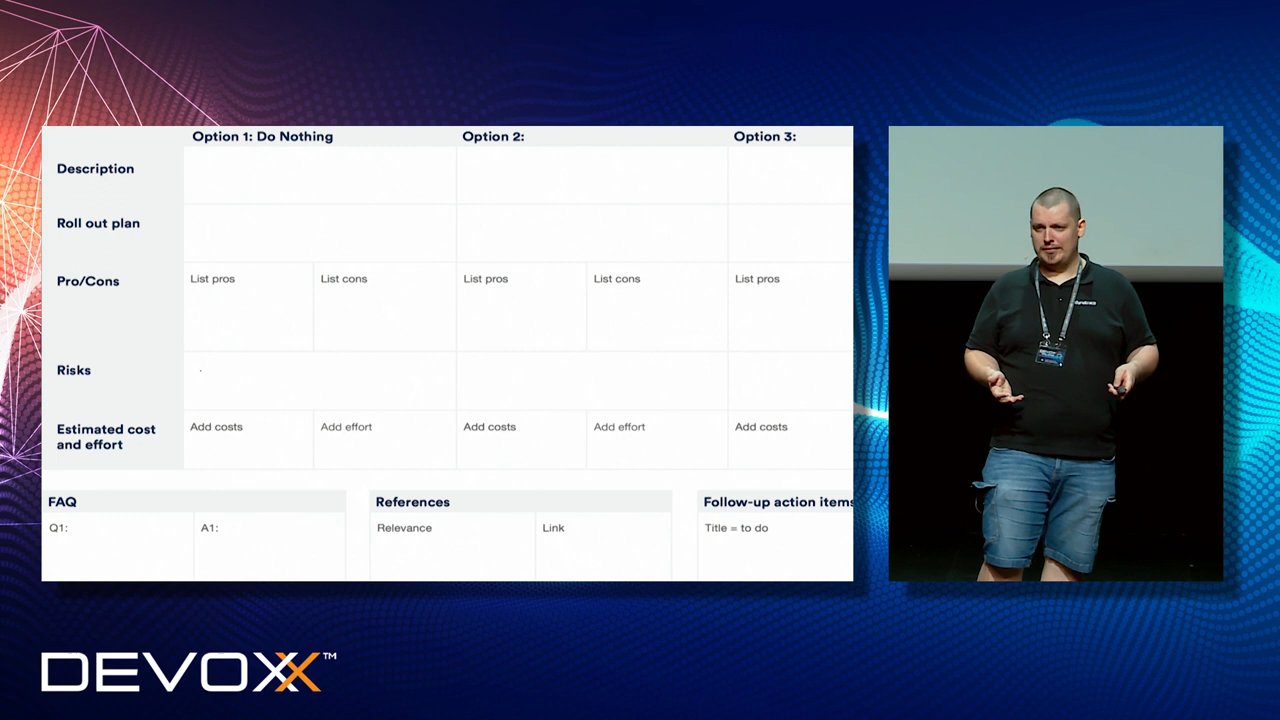 Option 1: Do Nothing
Option 2:
Option 3:
Description
Roll out plan
Pro/Cons
List pros
List cons
List pros
List cons
List pros
Risks
Estimated cost
and effort
Add costs
Add effort
Add costs
Add effort
Add costs
FAQ
References
Follow-up action items
Q1:
A1:
Relevance
Link
Title = to do
dynatrace
DEVOXX™